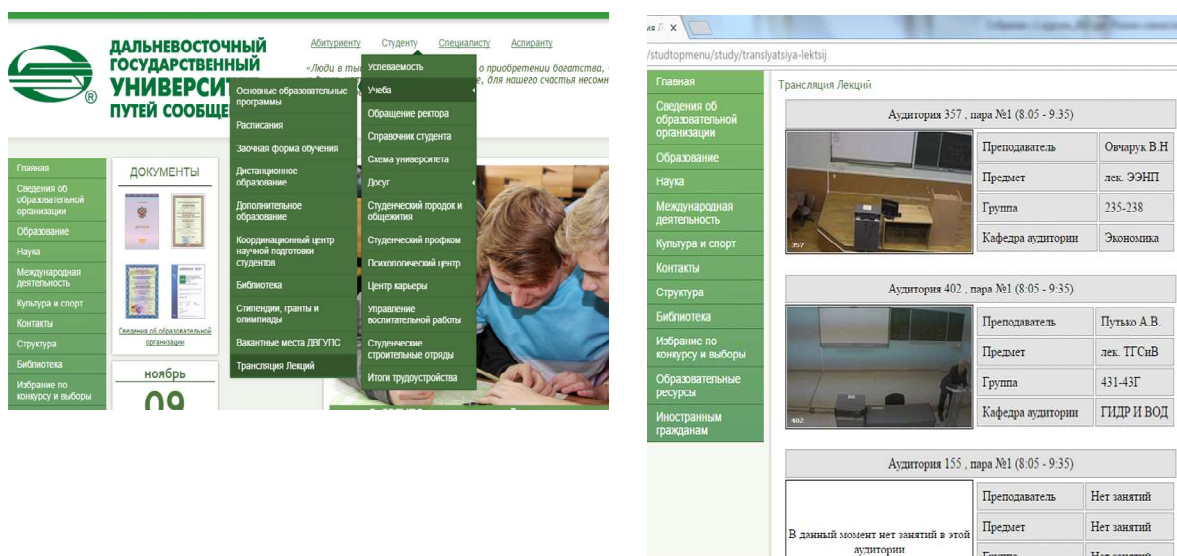 ДАЛЬНЕВОСТОЧНЫЙ
ГОСУДАРСТВЕННЫЙ
УНИВЕРСИТ
ПУТЕЙ СООБЩЕ
®
Абитуриенту Студенту Специалисту Аспиранту
«Люди в ты о приобретении богатства,
е, для нашего счастья несомн
Успеваемость
Учеба
Обращение ректора
Справочник студента
Схема университета
Досуг
Студенческий городок и
общежития
Студенческий профком
Психологический центр
Центр карьеры
Управление
воспитательной работы
Студенческие
строительные отряды
Итоги трудоустройства
Основные образовательные
программы
Расписания
Заочная форма обучения
Дистанционное
образование
Дополнительное
образование
Координационный центр
научной подготовки
студентов
Библиотека
Стипендии, гранты и
олимпиады
Вакантные места ДВГУПС
Трансляция Лекций
Главная
Сведения об
образовательной
организации
Образование
Наука
Международная
деятельность
Культура и спорт
Контакты
Структура
Библиотека
Избрание по
конкурсу и выборы
ДОКУМЕНТЫ
Сведения об образовательной
организации
ноябрь
09
ия Л X
/studtopmenu/study/translyatsiya-lektsij
Главная
Сведения об
образовательной
организации
Образование
Наука
Международная
деятельность
Культура и спорт
Контакты
Структура
Библиотека
Избрание по
конкурсу и выборы
Образовательные
ресурсы
Иностранным
гражданам
Трансляция Лекций
Аудитория 357 , пара №1 (8:05 - 9:35)
357
Преподаватель Овчарук В.Н
Предмет лек. ЭЭНП
Группа 235-238
Кафедра аудитории Экономика
Аудитория 402 , пара №1 (8:05 - 9:35)
402
Преподаватель Путько А.В.
Предмет лек. ТГСиВ
Группа 431-43Г
Кафедра аудитории ГИДР И ВОД
Аудитория 155 , пара №1 (8:05 - 9:35)
В данный момент нет занятий в этой
аудитории
Преподаватель Нет занятий
Предмет Нет занятий
Группа Нет занятий